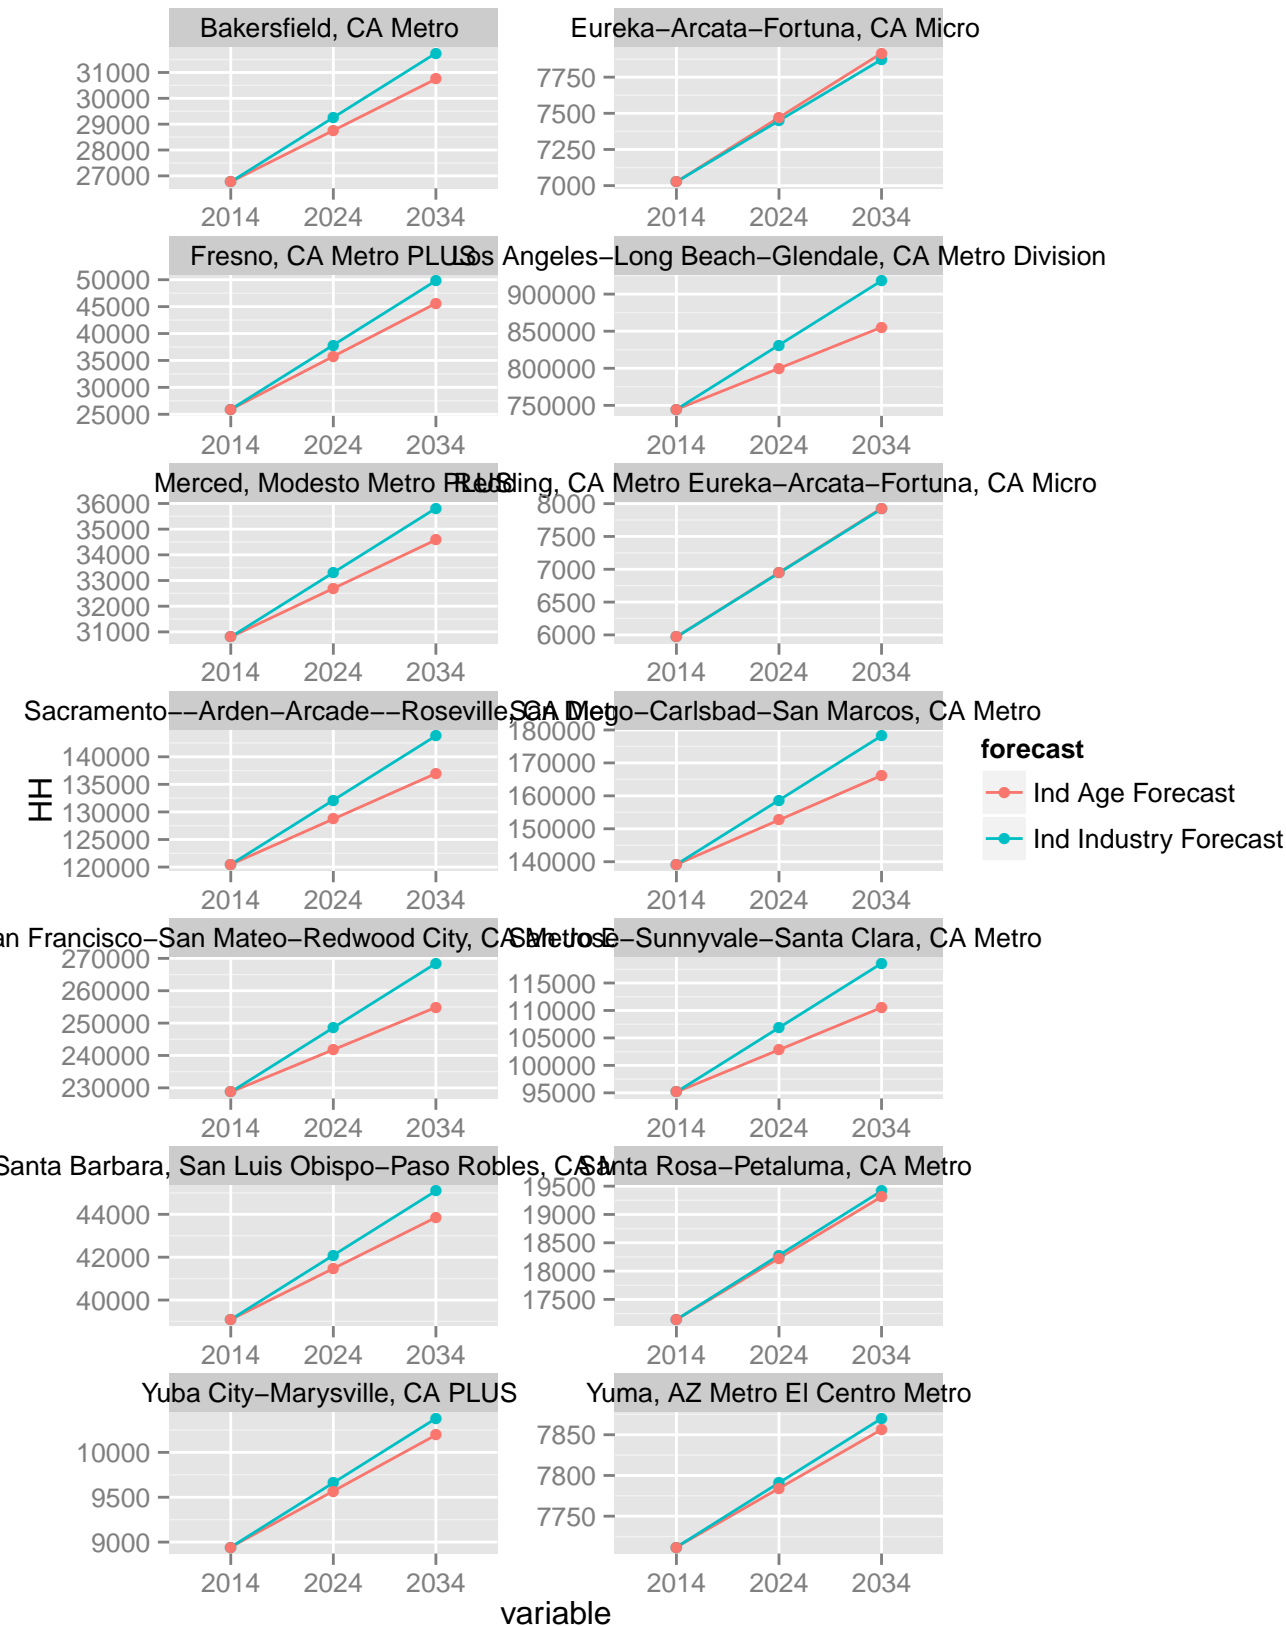 Bakersfield, CA Metro
Eureka−Arcata−Fortuna, CA Micro
31000
30000
29000
28000
27000
7750
7500
7250
7000
2014 2024 2034
2014 2024 2034
Fresno, CA Metro PLUS
Los Angeles−Long Beach−Glendale, CA Metro Division
50000
45000
40000
35000
30000
25000
900000
850000
800000
750000
2014 2024 2034
2014 2024 2034
Merced, Modesto Metro PLUS
Redding, CA Metro Eureka−Arcata−Fortuna, CA Micro
36000
35000
34000
33000
32000
31000
8000
7500
7000
6500
6000
2014 2024 2034
2014 2024 2034
Sacramento−−Arden−Arcade−−Roseville, CA Metro
San Diego−Carlsbad−San Marcos, CA Metro
140000
135000
130000
125000
120000
180000
170000
160000
150000
140000
2014 2024 2034
2014 2024 2034
HH
forecast
Ind Age Forecast
Ind Industry Forecast
an Francisco−San Mateo−Redwood City, CA Metro D
San Jose−Sunnyvale−Santa Clara, CA Metro
270000
260000
250000
240000
230000
115000
110000
105000
100000
95000
2014 2024 2034
2014 2024 2034
Santa Barbara, San Luis Obispo−Paso Robles, CA M
Santa Rosa−Petaluma, CA Metro
44000
42000
40000
19500
19000
18500
18000
17500
2014 2024 2034
2014 2024 2034
Yuba City−Marysville, CA PLUS
Yuma, AZ Metro El Centro Metro
10000
9500
9000
7850
7800
7750
2014 2024 2034
2014 2024 2034
variable